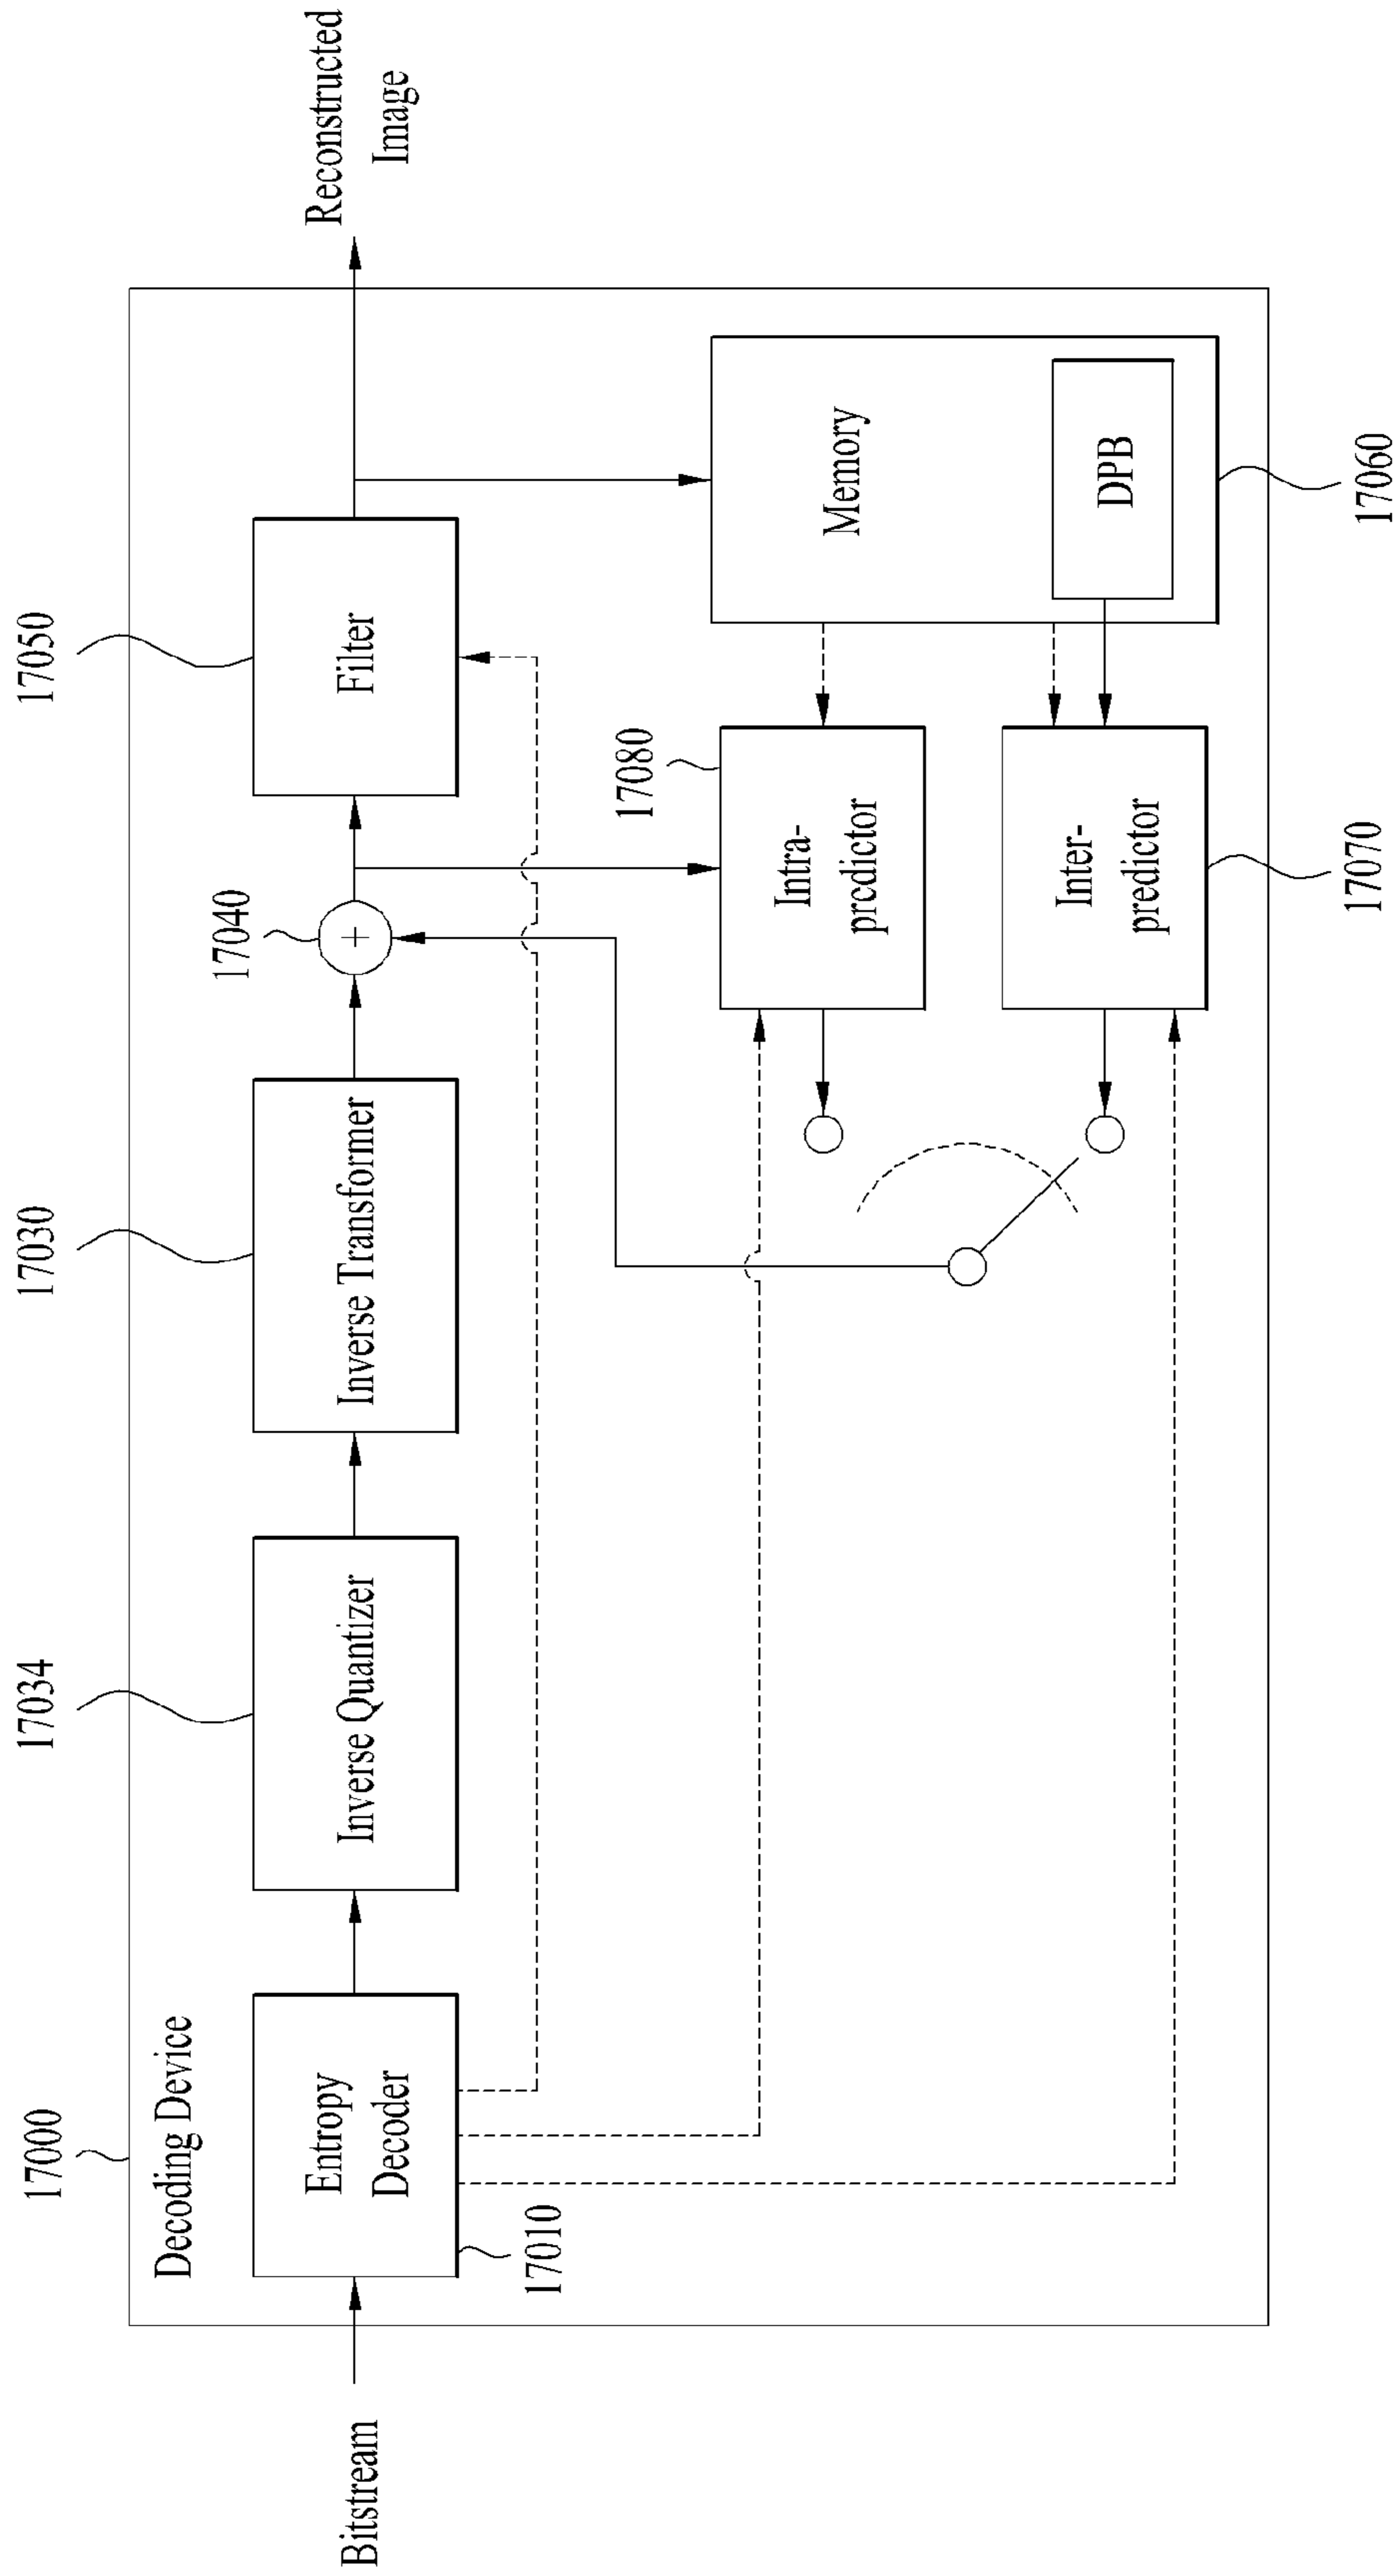 17000
Decoding Device
17034
17030
17040
17050
Bitstream
Entropy
Decoder
Inverse Quantizer
Inverse Transformer
+
Filter
Reconstructed
Image
17010
17080
Intra-
predictor
Memory
Inter-
predictor
DPB
17070
17060